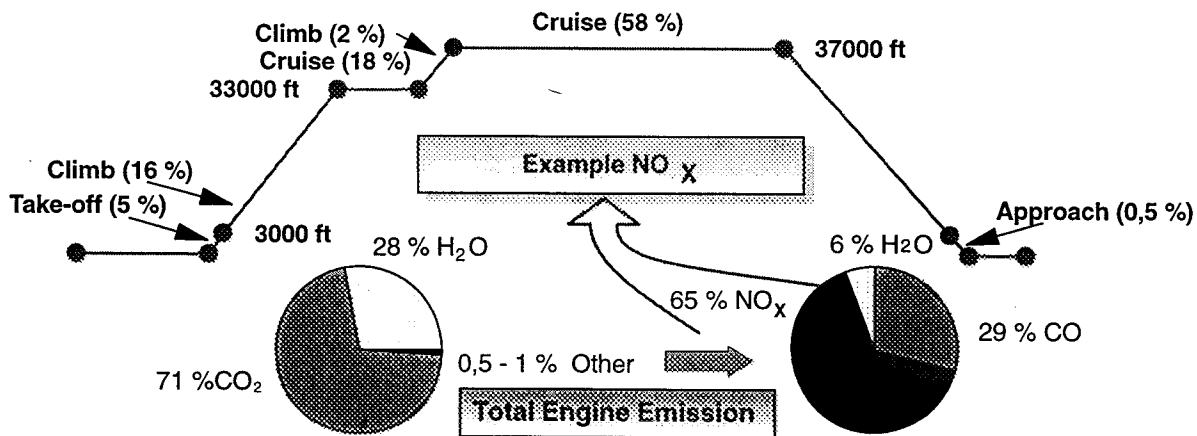 Climb (2 %)
Cruise (58 %)
37000 ft
Cruise (18 %)
33000 ft
Example NO X
Climb (16 %)
Take-off (5 %)
3000 ft
Approach (0,5 %)
28 % H2O
6 % H2O
65 % NOX
29 % CO
71 %CO2
0,5 - 1 % Other
Total Engine Emission